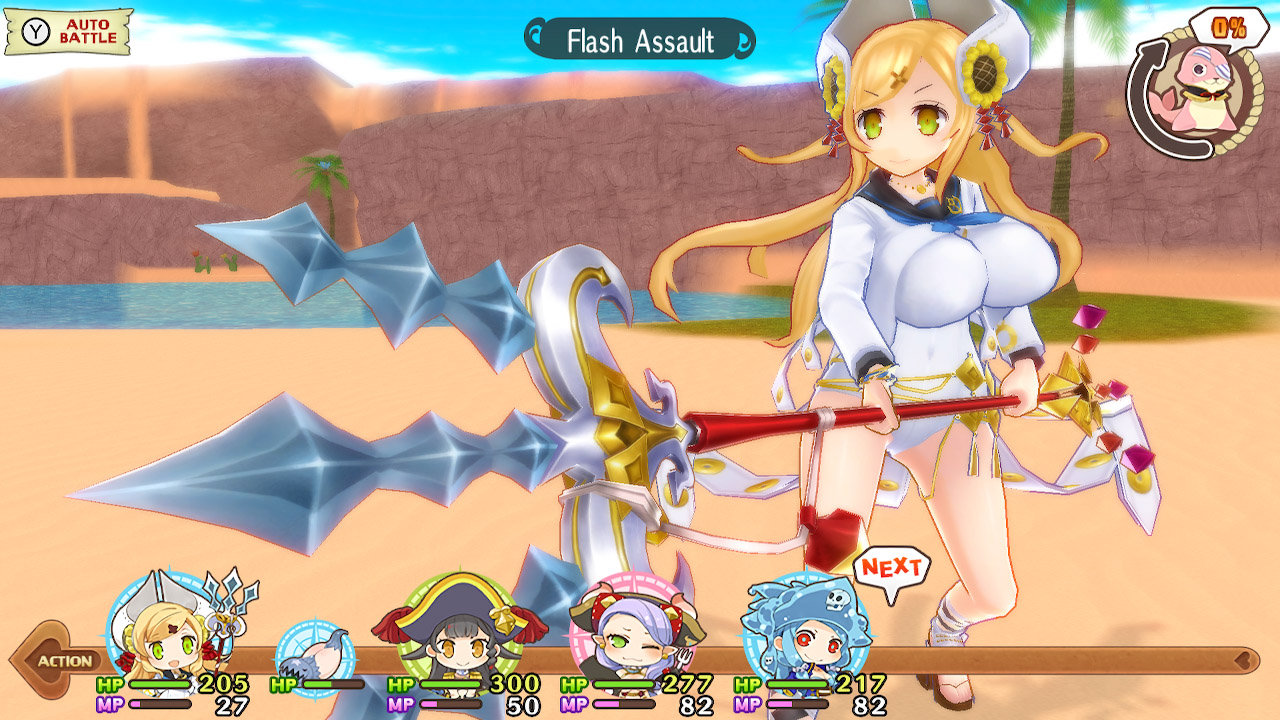 Y AUTO
BATTLE
Flash Assault
0%
NEXT
ACTION
HP 205 HP HP 300 HP 277 HP 217
MP 27 MP 50 MP 82 MP 82